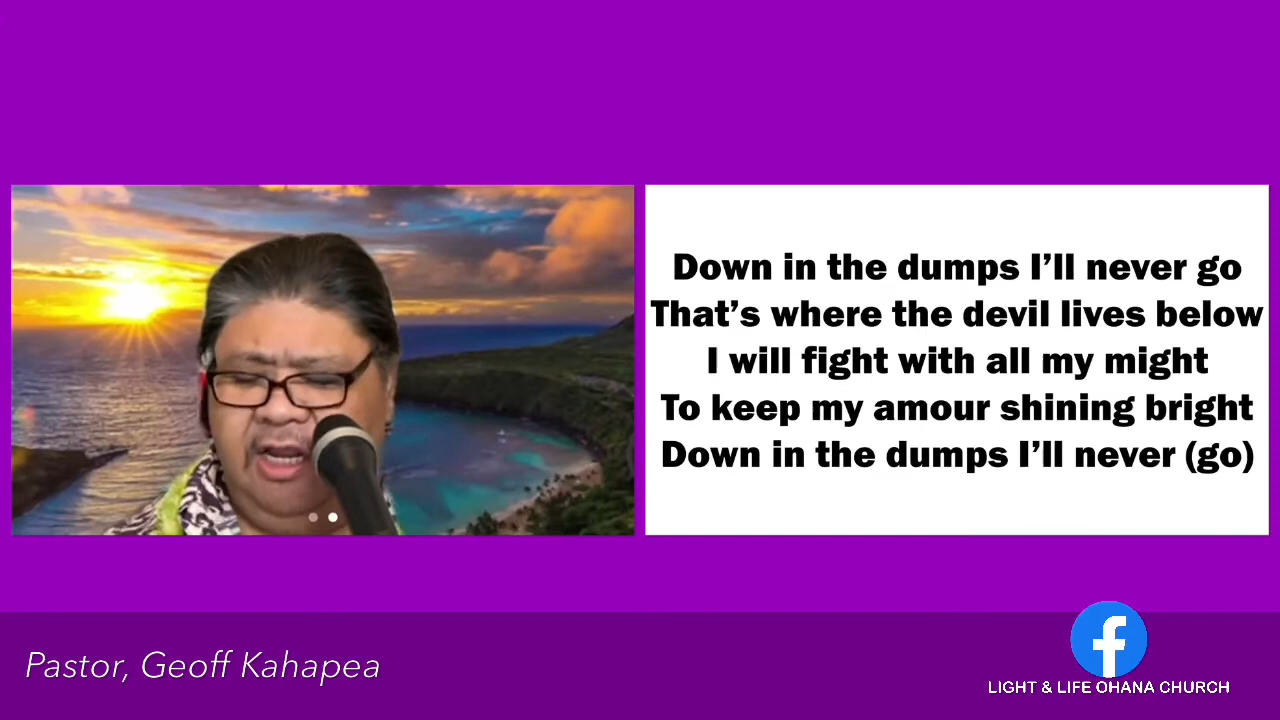 Down in the dumps I’ll never go
That’s where the devil lives below
I will fight with all my might
To keep my amour shining bright
Down in the dumps I’ll never (go)
Pastor, Geoff Kahapea
LIGHT & LIFE OHANA CHURCH